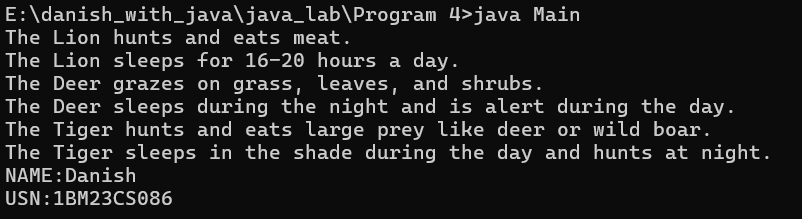 E:\danish_with_java\java_lab\Program 4>java Main
The Lion hunts and eats meat.
The Lion sleeps for 16-20 hours a day.
The Deer grazes on grass, leaves, and shrubs.
The Deer sleeps during the night and is alert during the day.
The Tiger hunts and eats large prey like deer or wild boar.
The Tiger sleeps in the shade during the day and hunts at night.
NAME:Danish
USN:1BM23CS086